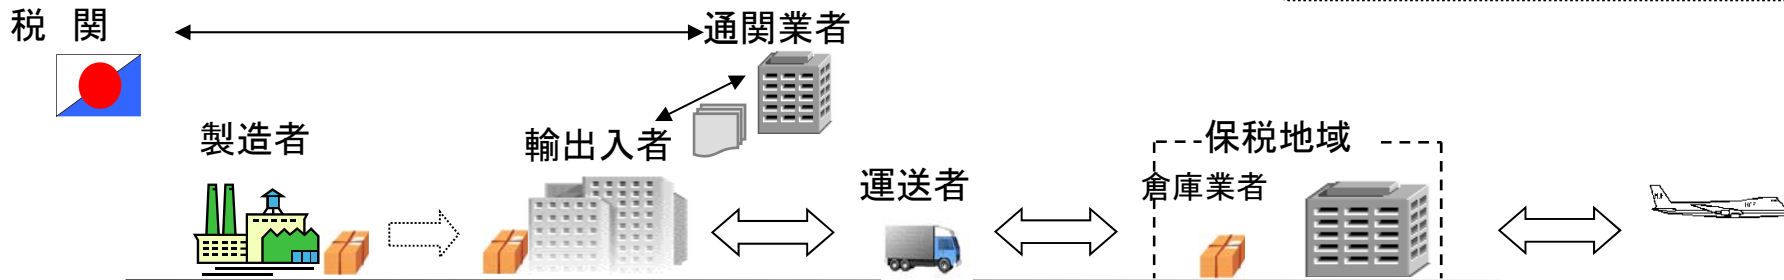 税 関
通関業者
製造者
輸出入者
保税地域
運送者
倉庫業者